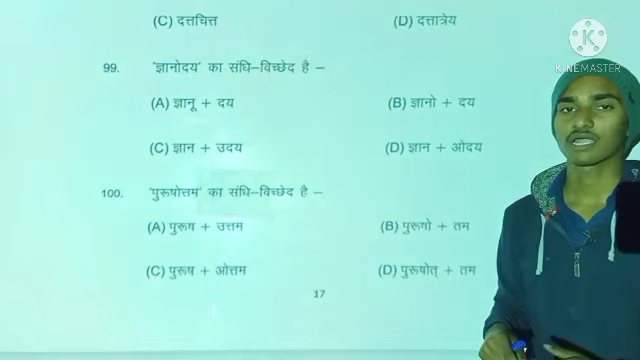 (C) दत्तचित्त (D) दत्तात्रेय
99. 'ज्ञानोदय' का संधि–विच्छेद है –
(A) ज्ञानू + दय (B) ज्ञानो + दय
(C) ज्ञान + उदय (D) ज्ञान + ओदय
100. 'पुरूषोत्तम' का संधि–विच्छेद है –
(A) पुरूष + उत्तम (B) पुरूषो + तम
(C) पुरूष + ओत्तम (D) पुरूषोत् + तम
17
KINEMASTER